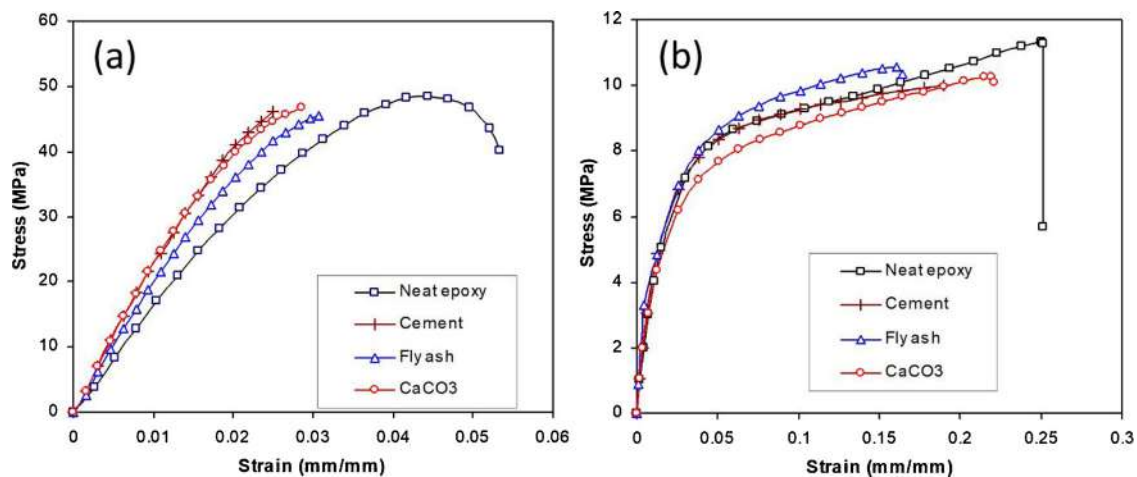 (a)
Stress (MPa)
60
50
40
30
20
10
0
0
0.01
0.02
0.03
0.04
0.05
0.06
Strain (mm/mm)
Neat epoxy
Cement
Fly ash
CaCO3
(b)
Stress (MPa)
12
10
8
6
4
2
0
0
0.05
0.1
0.15
0.2
0.25
0.3
Strain (mm/mm)
Neat epoxy
Cement
Fly ash
CaCO3